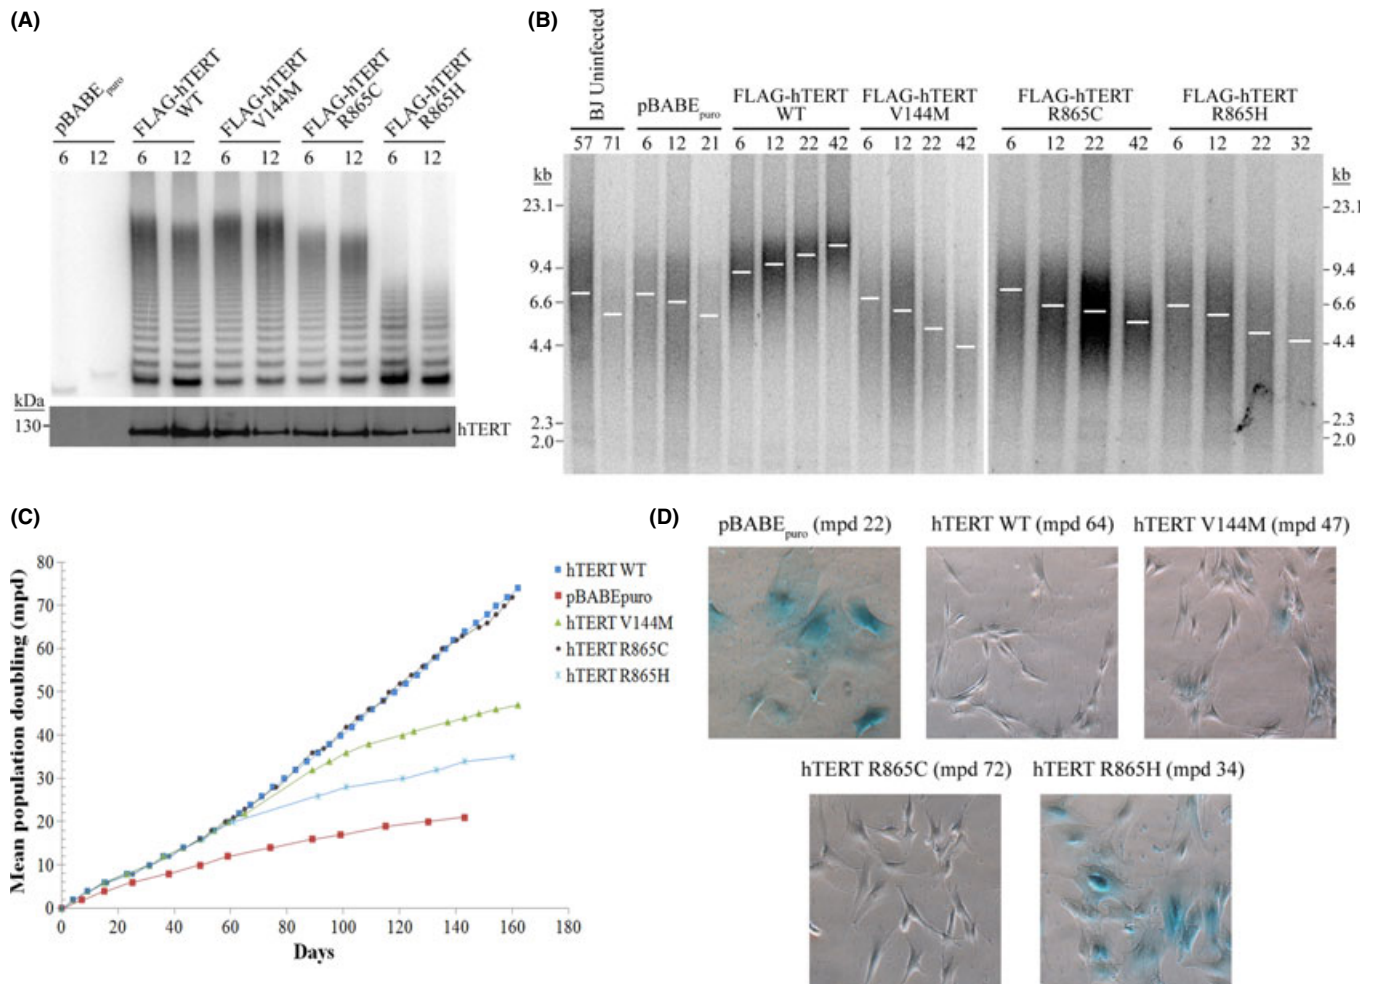 (A)
pBABE puro
FLAG-hTERT WT
FLAG-hTERT V144M
FLAG-hTERT R865C
FLAG-hTERT R865H
6 12 6 12 6 12 6 12 6 12
kDa
130-
hTERT
(B)
BJ Uninfected
pBABE puro
FLAG-hTERT WT
FLAG-hTERT V144M
FLAG-hTERT R865C
FLAG-hTERT R865H
57 71 6 12 21 6 12 22 42 6 12 22 42 6 12 22 42 6 12 22 32
kb
23.1-
9.4-
6.6-
4.4-
2.3-
2.0-
kb
-23.1
-9.4
-6.6
-4.4
-2.3
-2.0
(C)
Mean population doubling (mpd)
80
70
60
50
40
30
20
10
0
0 20 40 60 80 100 120 140 160 180
Days
hTERT WT
pBABEpuro
hTERT V144M
hTERT R865C
hTERT R865H
(D)
pBABE puro (mpd 22)
hTERT WT (mpd 64)
hTERT V144M (mpd 47)
hTERT R865C (mpd 72)
hTERT R865H (mpd 34)